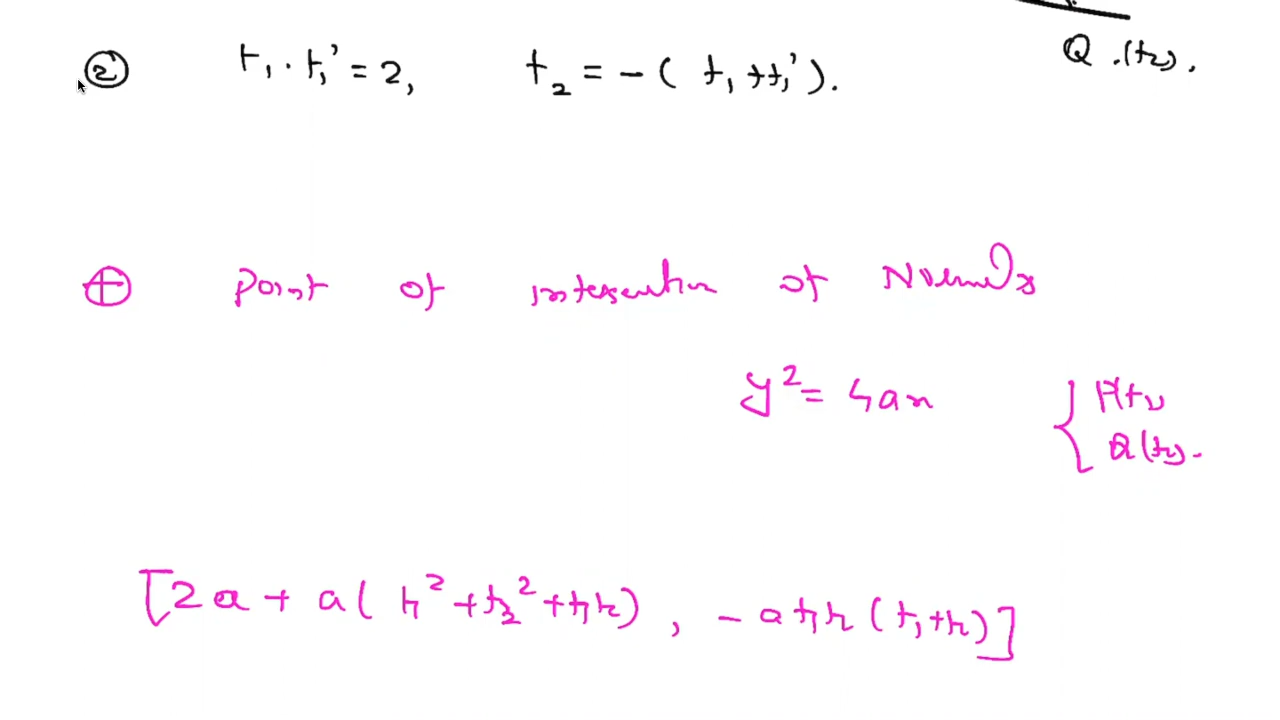 ② t₁ . t₁' = 2, t₂ = - ( t₁ + t₁' ).
Q .(t₂) .
⊕ Point of intersection of Normals
y² = 4ax { P(t₁)
Q(t₂) .
[ 2a + a( t₁² + t₂² + t₁t₂) , - a t₁t₂ ( t₁ + t₂) ]